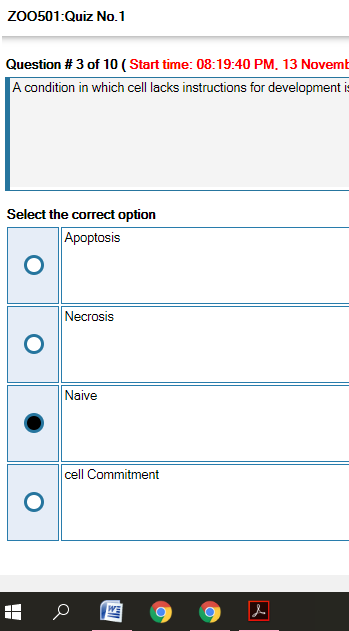 ZOO501:Quiz No.1
Question # 3 of 10 ( Start time: 08:19:40 PM, 13 Novemb
A condition in which cell lacks instructions for development is
Select the correct option
Apoptosis
Necrosis
Naive
cell Commitment